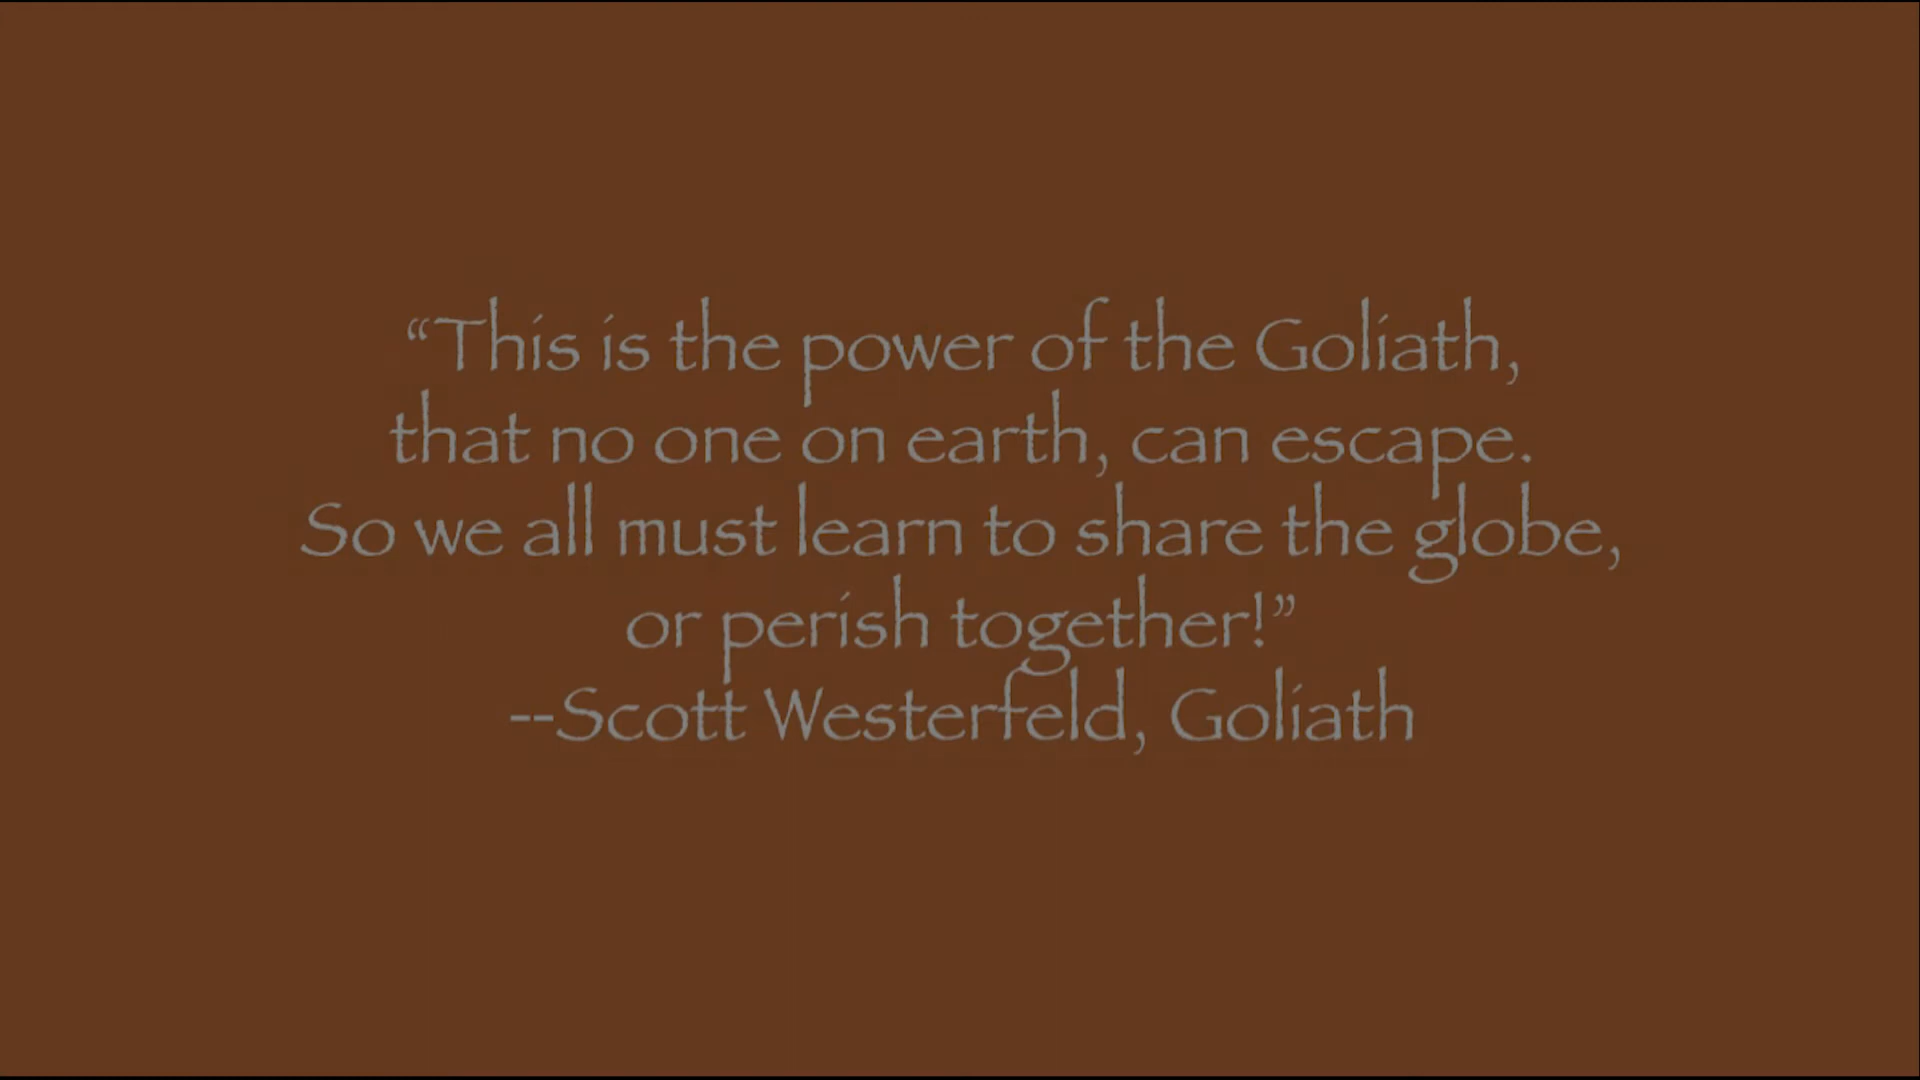 “This is the power of the Goliath,
that no one on earth, can escape.
So we all must learn to share the globe,
or perish together!”
--Scott Westerfeld, Goliath